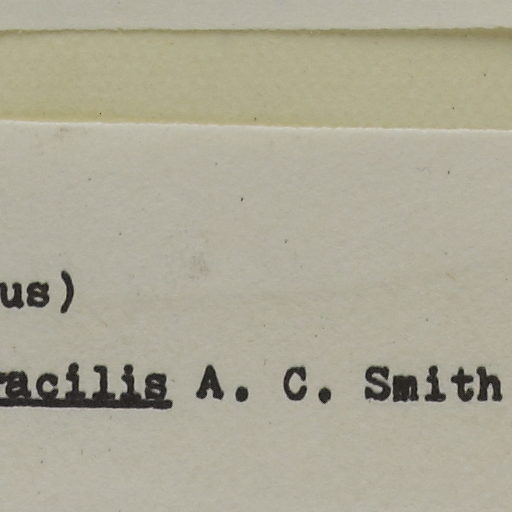 us)
racilis A. C. Smith